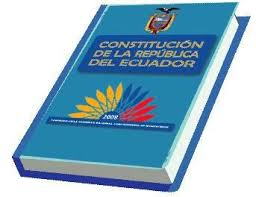 CONSTITUCIÓN
DE LA REPÚBLICA
DEL ECUADOR
2008